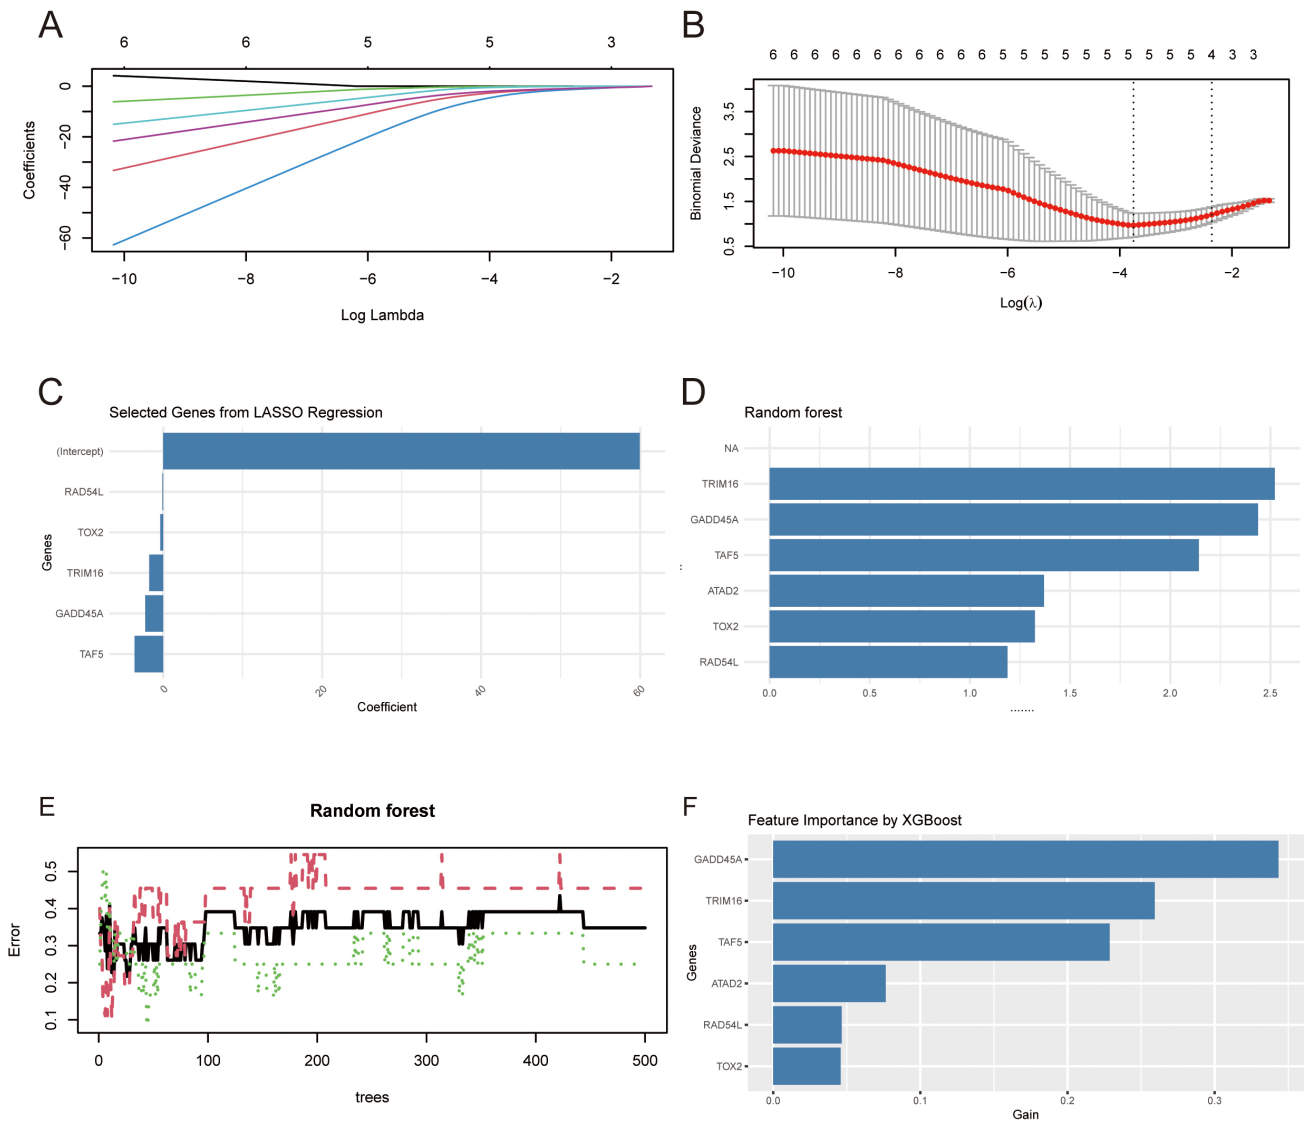 A
6 6 5 5 3
0
−20
−40
−60
Coefficients
−10 −8 −6 −4 −2
Log Lambda
B
6 6 6 6 6 6 6 6 6 6 6 5 5 5 5 5 5 5 5 5 5 4 3 3
3.5
2.5
1.5
0.5
Binomial Deviance
−10 −8 −6 −4 −2
Log(λ)
C
Selected Genes from LASSO Regression
(Intercept)
RAD54L
TOX2
TRIM16
GADD45A
TAF5
Genes
0 20 40 60
Coefficient
D
Random forest
NA
TRIM16
GADD45A
TAF5
ATAD2
TOX2
RAD54L
..
0.0 0.5 1.0 1.5 2.0 2.5
.......
E
Random forest
0.5
0.4
0.3
0.2
0.1
Error
0 100 200 300 400 500
trees
F
Feature Importance by XGBoost
GADD45A
TRIM16
TAF5
ATAD2
RAD54L
TOX2
Genes
0.0 0.1 0.2 0.3
Gain